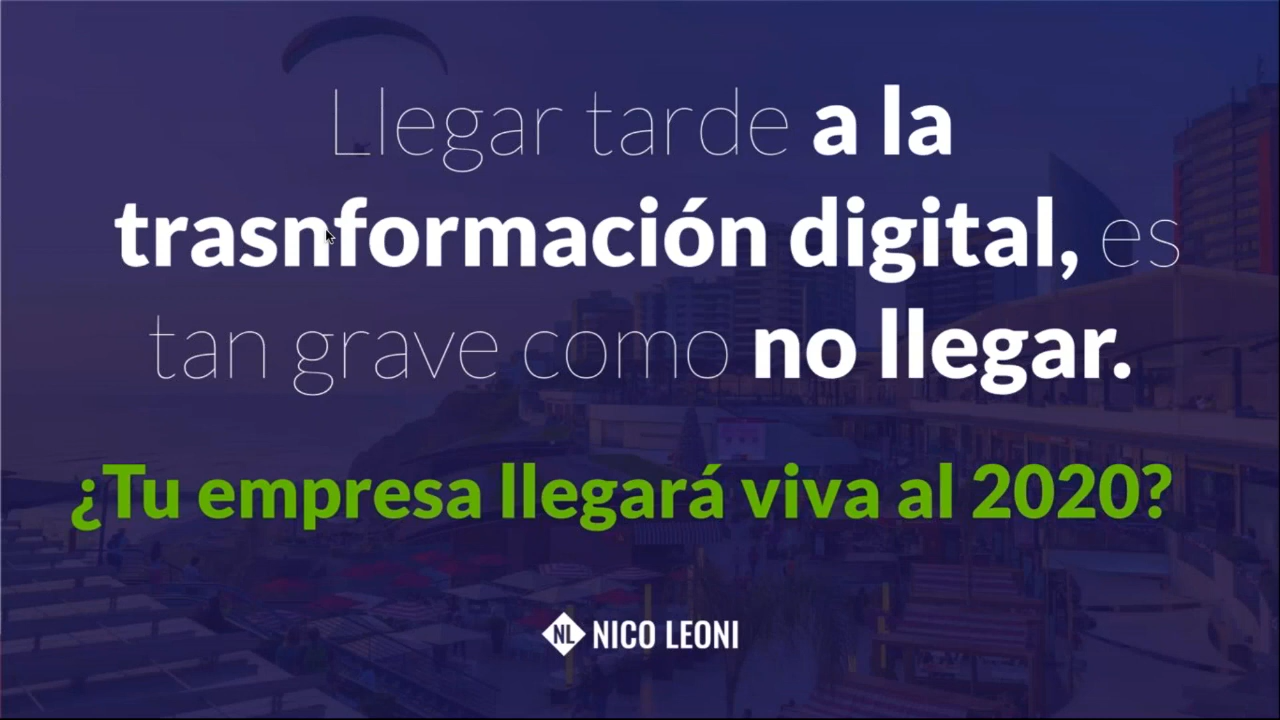 Llegar tarde a la
trasnformación digital, es
tan grave como no llegar.
¿Tu empresa llegará viva al 2020?
NL NICO LEONI